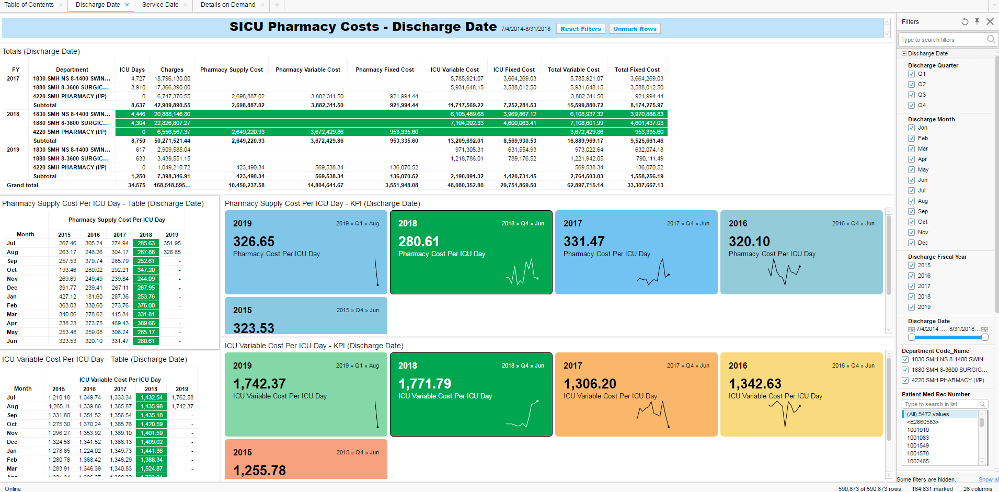 Table of Contents × Discharge Date × Service Date × Details on Demand × +
SICU Pharmacy Costs - Discharge Date 7/4/2014-8/31/2018 Reset Filters Unmark Rows
Totals (Discharge Date)
FY Department ICU Days Charges Pharmacy Supply Cost Pharmacy Variable Cost Pharmacy Fixed Cost ICU Variable Cost ICU Fixed Cost Total Variable Cost Total Fixed Cost
2017 1830 SMH NS 8-1400 SWIN... 4,727 18,796,130.00 5,785,921.07 3,664,269.03 5,785,921.07 3,664,269.03
1880 SMH 8-3600 SURGIC... 3,910 17,366,390.00 5,931,648.15 3,588,012.50 5,931,648.15 3,588,012.50
4220 SMH PHARMACY (I/P) 0 6,747,370.55 2,698,887.02 3,882,311.50 921,994.44 3,882,311.50 921,994.44
Subtotal 8,637 42,909,890.55 2,698,887.02 3,882,311.50 921,994.44 11,717,569.22 7,252,281.53 15,599,880.72 8,174,275.97
2018 1830 SMH NS 8-1400 SWIN... 4,446 20,888,146.80 6,105,489.68 3,969,867.12 6,108,937.32 3,970,888.83
1880 SMH 8-3600 SURGIC... 4,304 22,826,807.27 7,104,202.33 4,600,063.41 7,108,601.99 4,601,437.03
4220 SMH PHARMACY (I/P) 0 6,556,567.37 2,649,220.93 3,672,429.86 953,335.60 3,672,429.86 953,335.60
Subtotal 8,750 50,271,521.44 2,649,220.93 3,672,429.86 953,335.60 13,209,692.01 8,569,930.53 16,889,969.17 9,525,661.46
2019 1830 SMH NS 8-1400 SWIN... 617 2,909,585.04 971,305.31 631,554.93 973,022.64 632,074.18
1880 SMH 8-3600 SURGIC... 633 3,439,551.15 1,218,786.01 789,176.52 1,221,942.05 790,111.49
4220 SMH PHARMACY (I/P) 0 1,049,210.72 423,490.34 569,538.34 136,070.52 569,538.34 136,070.52
Subtotal 1,250 7,398,346.91 423,490.34 569,538.34 136,070.52 2,190,091.32 1,420,731.45 2,764,503.03 1,558,256.19
Grand total 34,575 168,518,595... 10,450,237.58 14,804,641.67 3,551,948.08 48,080,352.80 29,751,869.50 62,897,715.14 33,307,667.13
Pharmacy Supply Cost Per ICU Day - Table (Discharge Date)
Pharmacy Supply Cost Per ICU Day
Month 2015 2016 2017 2018 2019
Jul 267.46 305.24 274.94 285.63 351.95
Aug 263.17 246.26 304.17 287.88 326.65
Sep 257.53 379.74 285.79 252.61 -
Oct 193.46 280.02 292.21 347.20 -
Nov 269.69 249.49 239.84 244.09 -
Dec 391.77 239.41 267.11 267.95 -
Jan 427.12 181.60 287.36 253.76 -
Feb 363.03 330.60 273.76 376.00 -
Mar 340.06 278.62 415.84 331.81 -
Apr 238.23 273.75 469.43 389.66 -
May 253.48 259.08 306.24 285.17 -
Jun 323.53 320.10 331.47 280.61 -
Pharmacy Supply Cost Per ICU Day - KPI (Discharge Date)
2019 2019 » Q1 » Aug
326.65
Pharmacy Cost Per ICU Day
2018 2018 » Q4 » Jun
280.61
Pharmacy Cost Per ICU Day
2017 2017 » Q4 » Jun
331.47
Pharmacy Cost Per ICU Day
2016 2016 » Q4 » Jun
320.10
Pharmacy Cost Per ICU Day
2015 2015 » Q4 » Jun
323.53
ICU Variable Cost Per ICU Day - Table (Discharge Date)
ICU Variable Cost Per ICU Day
Month 2015 2016 2017 2018 2019
Jul 1,210.18 1,349.74 1,333.34 1,432.54 1,762.58
Aug 1,265.11 1,339.86 1,365.87 1,435.98 1,742.37
Sep 1,331.80 1,351.52 1,356.54 1,435.18 -
Oct 1,275.30 1,370.24 1,365.76 1,420.59 -
Nov 1,296.27 1,353.92 1,369.10 1,401.59 -
Dec 1,324.58 1,341.52 1,386.13 1,409.02 -
Jan 1,278.85 1,224.02 1,349.73 1,441.36 -
Feb 1,280.78 1,368.42 1,346.29 1,388.34 -
Mar 1,283.91 1,346.39 1,340.83 1,524.87 -
ICU Variable Cost Per ICU Day - KPI (Discharge Date)
2019 2019 » Q1 » Aug
1,742.37
ICU Variable Cost Per ICU Day
2018 2018 » Q4 » Jun
1,771.79
ICU Variable Cost Per ICU Day
2017 2017 » Q4 » Jun
1,306.20
ICU Variable Cost Per ICU Day
2016 2016 » Q4 » Jun
1,342.63
ICU Variable Cost Per ICU Day
2015 2015 » Q4 » Jun
1,255.78
Filters
Type to search filters
Discharge Date
Discharge Quarter
Q1
Q2
Q3
Q4
Discharge Month
Jan
Feb
Mar
Apr
May
Jun
Jul
Aug
Sep
Oct
Nov
Dec
Discharge Fiscal Year
2015
2016
2017
2018
2019
Discharge Date
7/4/2014 ... 8/31/2018...
Department Code_Name
1830 SMH NS 8-1400 SWIN...
1880 SMH 8-3600 SURGIC...
4220 SMH PHARMACY (I/P)
Patient Med Rec Number
Type to search in list
(All) 5472 values
<E2660583>
1001010
1001083
1001549
1001578
1002465
Some filters are hidden. Show al
Online 590,873 of 590,873 rows 164,831 marked 26 columns